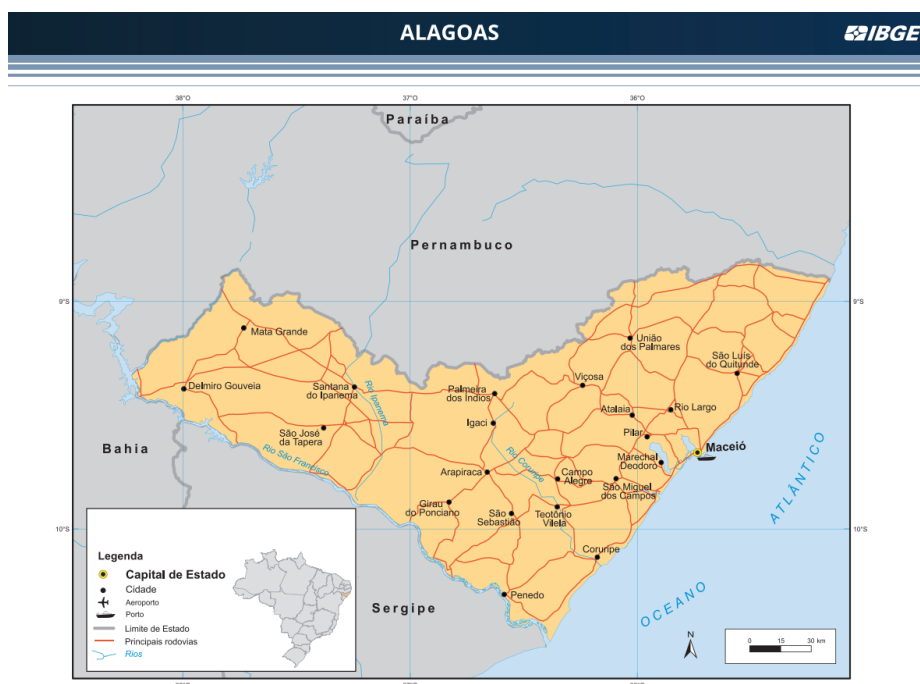 ALAGOAS
IBGE
38°O
37°O
36°O
Paraíba
Pernambuco
9°S
9°S
Mata Grande
União
dos Palmares
São Luís
do Quitunde
Delmiro Gouveia
Santana
do Ipanema
Rio Ipanema
Palmeira
dos Índios
Viçosa
Atalaia
Rio Largo
Igaci
São José
da Tapera
Pilar
Maceió
Bahia
Rio São Francisco
Rio Coruripe
Marechal
Deodoro
Arapiraca
Campo
Alegre
São Miguel
dos Campos
Girau
do Ponciano
São
Sebastião
Teotônio
Vilela
10°S
10°S
Coruripe
Penedo
Sergipe
OCEANO
ATLÂNTICO
Legenda
Capital de Estado
Cidade
Aeroporto
Porto
Limite de Estado
Principais rodovias
Rios
N
0 15 30 km